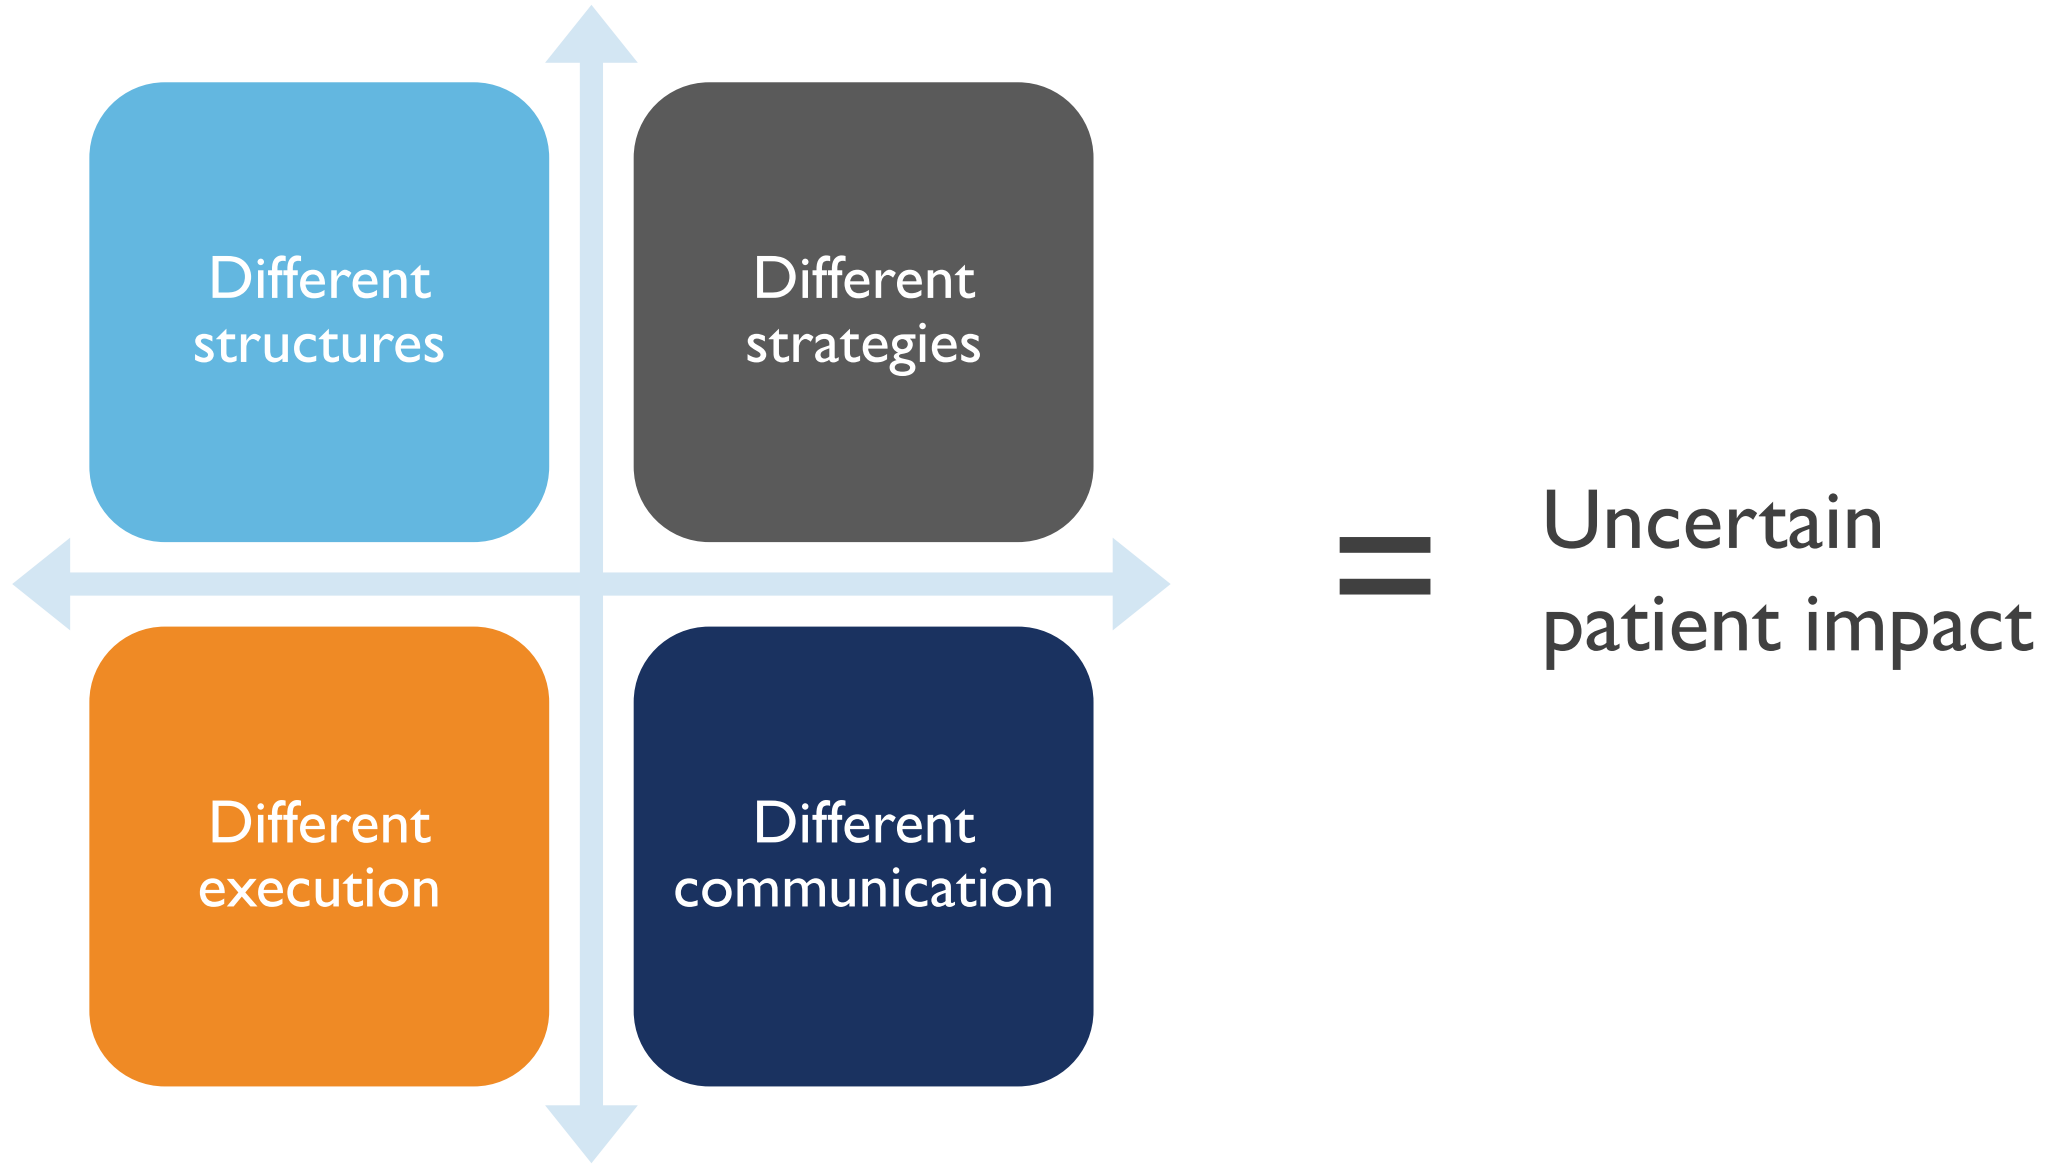 Different
structures
Different
strategies
Different
execution
Different
communication
=
Uncertain
patient impact